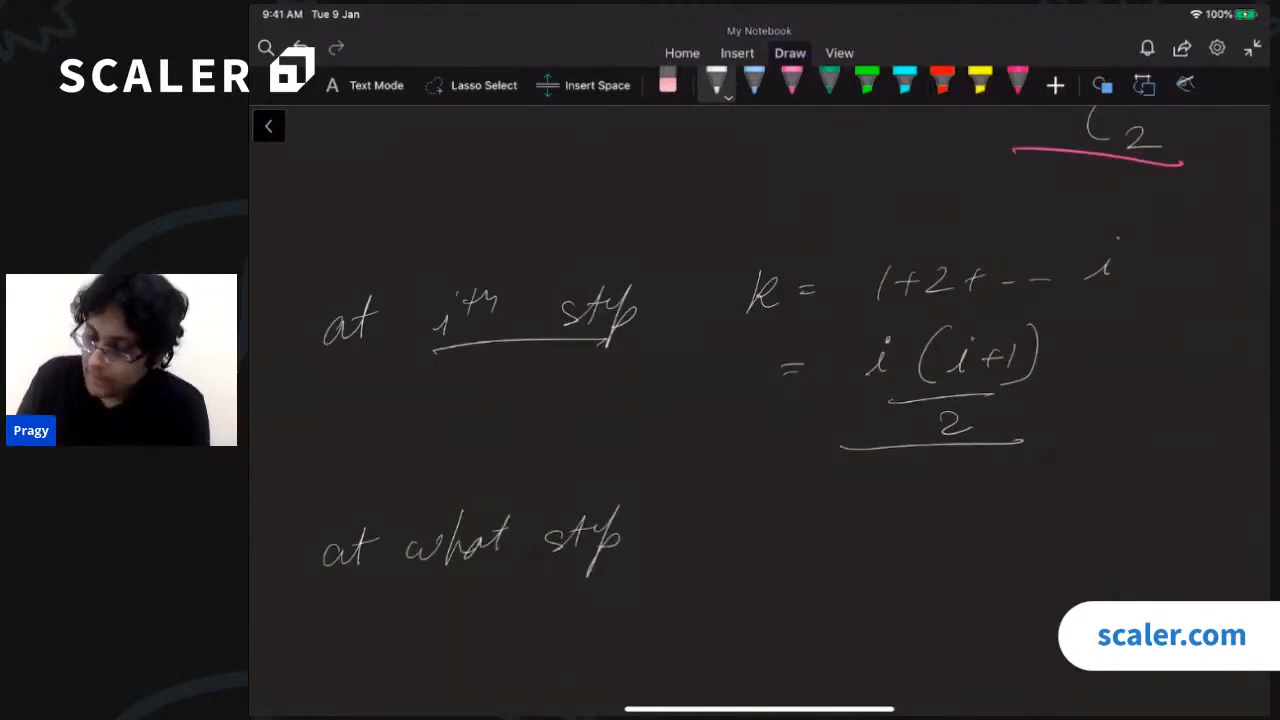 9:41 AM Tue 9 Jan
100%
My Notebook
Home Insert Draw View
SCALER
Text Mode Lasso Select Insert Space
C 2
at ith step k = 1+2+ -- i
= i (i+1)
2
Pragy
at what step
scaler.com